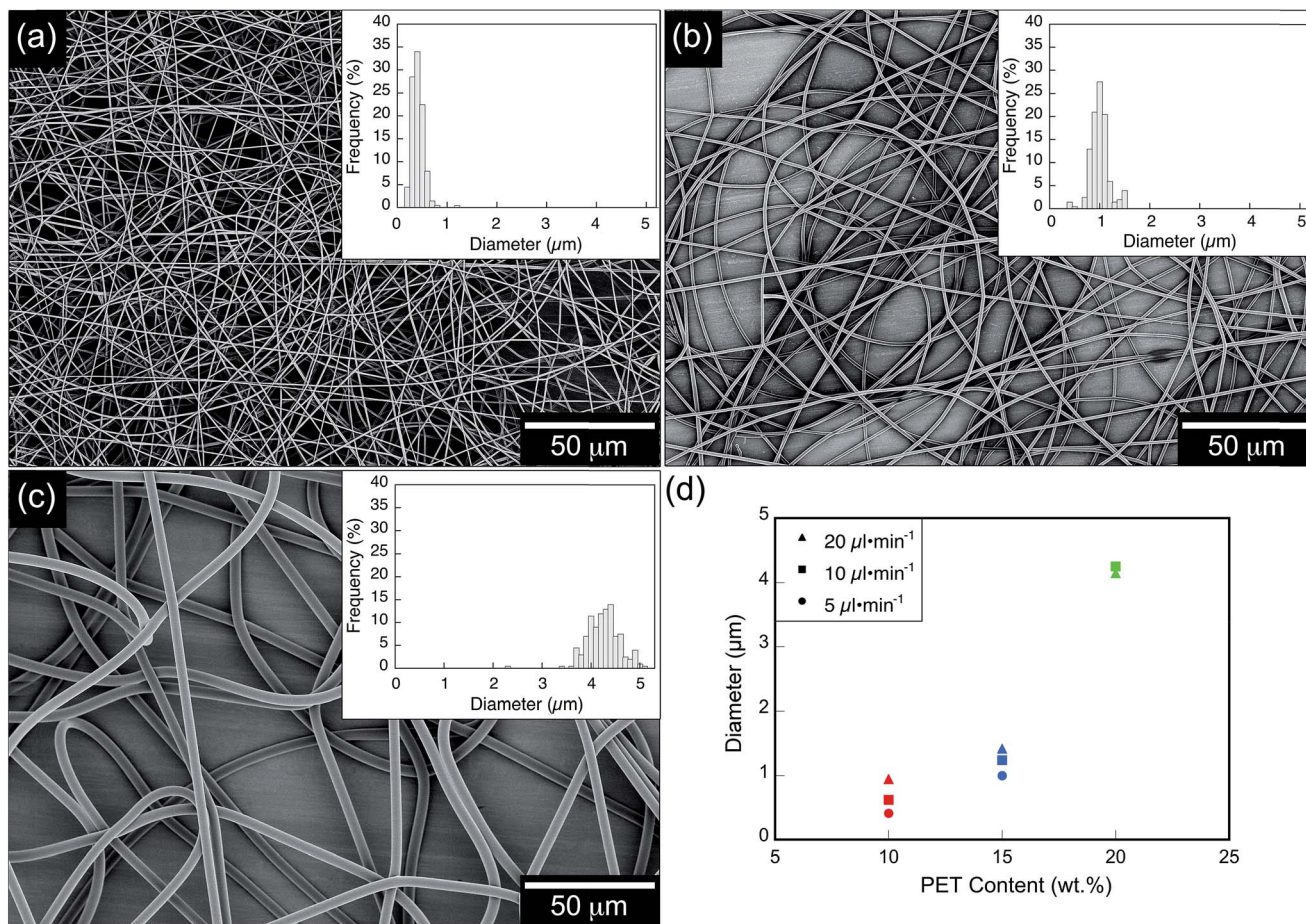 (a)
40
35
30
25
20
15
10
5
0
Frequency (%)
0 1 2 3 4 5
Diameter (µm)
50 µm
(b)
40
35
30
25
20
15
10
5
0
Frequency (%)
0 1 2 3 4 5
Diameter (µm)
50 µm
(c)
40
35
30
25
20
15
10
5
0
Frequency (%)
0 1 2 3 4 5
Diameter (µm)
50 µm
(d)
5
4
3
2
1
0
Diameter (µm)
▲ 20 µl•min⁻¹
■ 10 µl•min⁻¹
● 5 µl•min⁻¹
5 10 15 20 25
PET Content (wt.%)